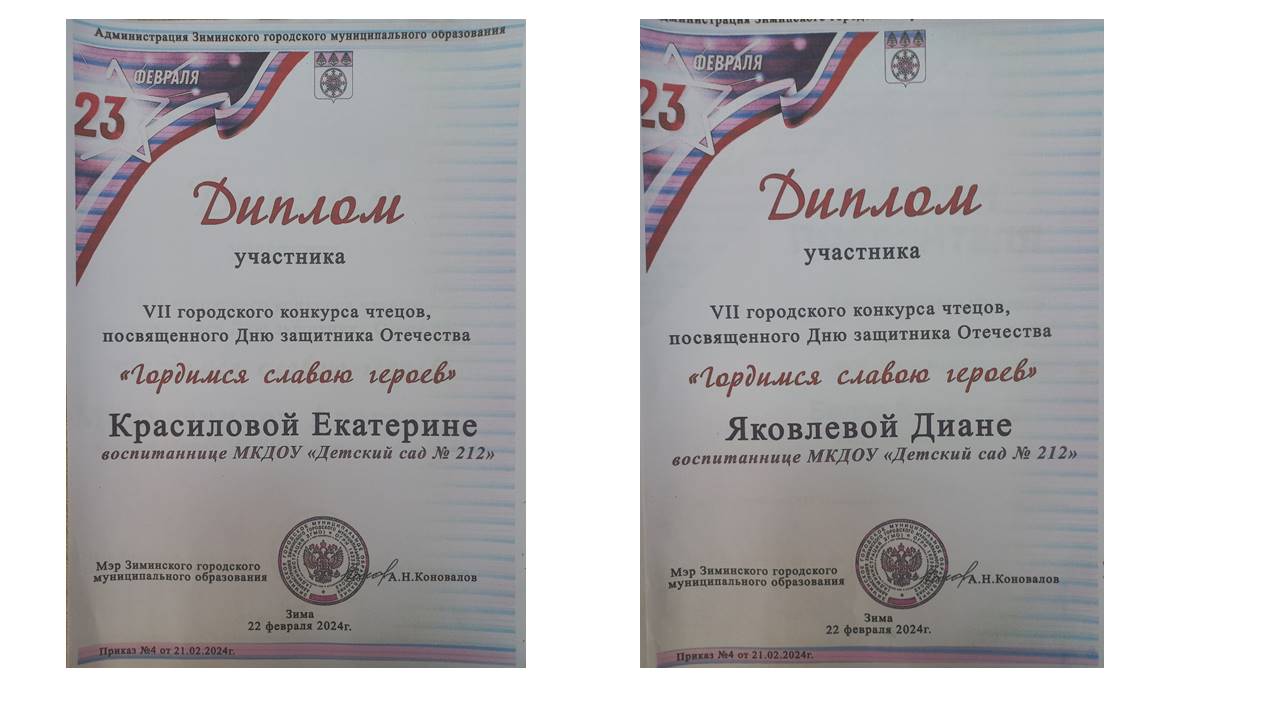 Администрация Зиминского городского муниципального образования
23 ФЕВРАЛЯ
Диплом
участника
VII городского конкурса чтецов,
посвященного Дню защитника Отечества
«Гордимся славою героев»
Красиловой Екатерине
воспитаннице МКДОУ «Детский сад № 212»
Мэр Зиминского городского
муниципального образования
А.Н.Коновалов
Зима
22 февраля 2024г.
Приказ №4 от 21.02.2024г.
Администрация Зиминского
23 ФЕВРАЛЯ
Диплом
участника
VII городского конкурса чтецов,
посвященного Дню защитника Отечества
«Гордимся славою героев»
Яковлевой Диане
воспитаннице МКДОУ «Детский сад № 212»
Мэр Зиминского городского
муниципального образования
А.Н.Коновалов
Зима
22 февраля 2024г.
Приказ №4 от 21.02.2024г.